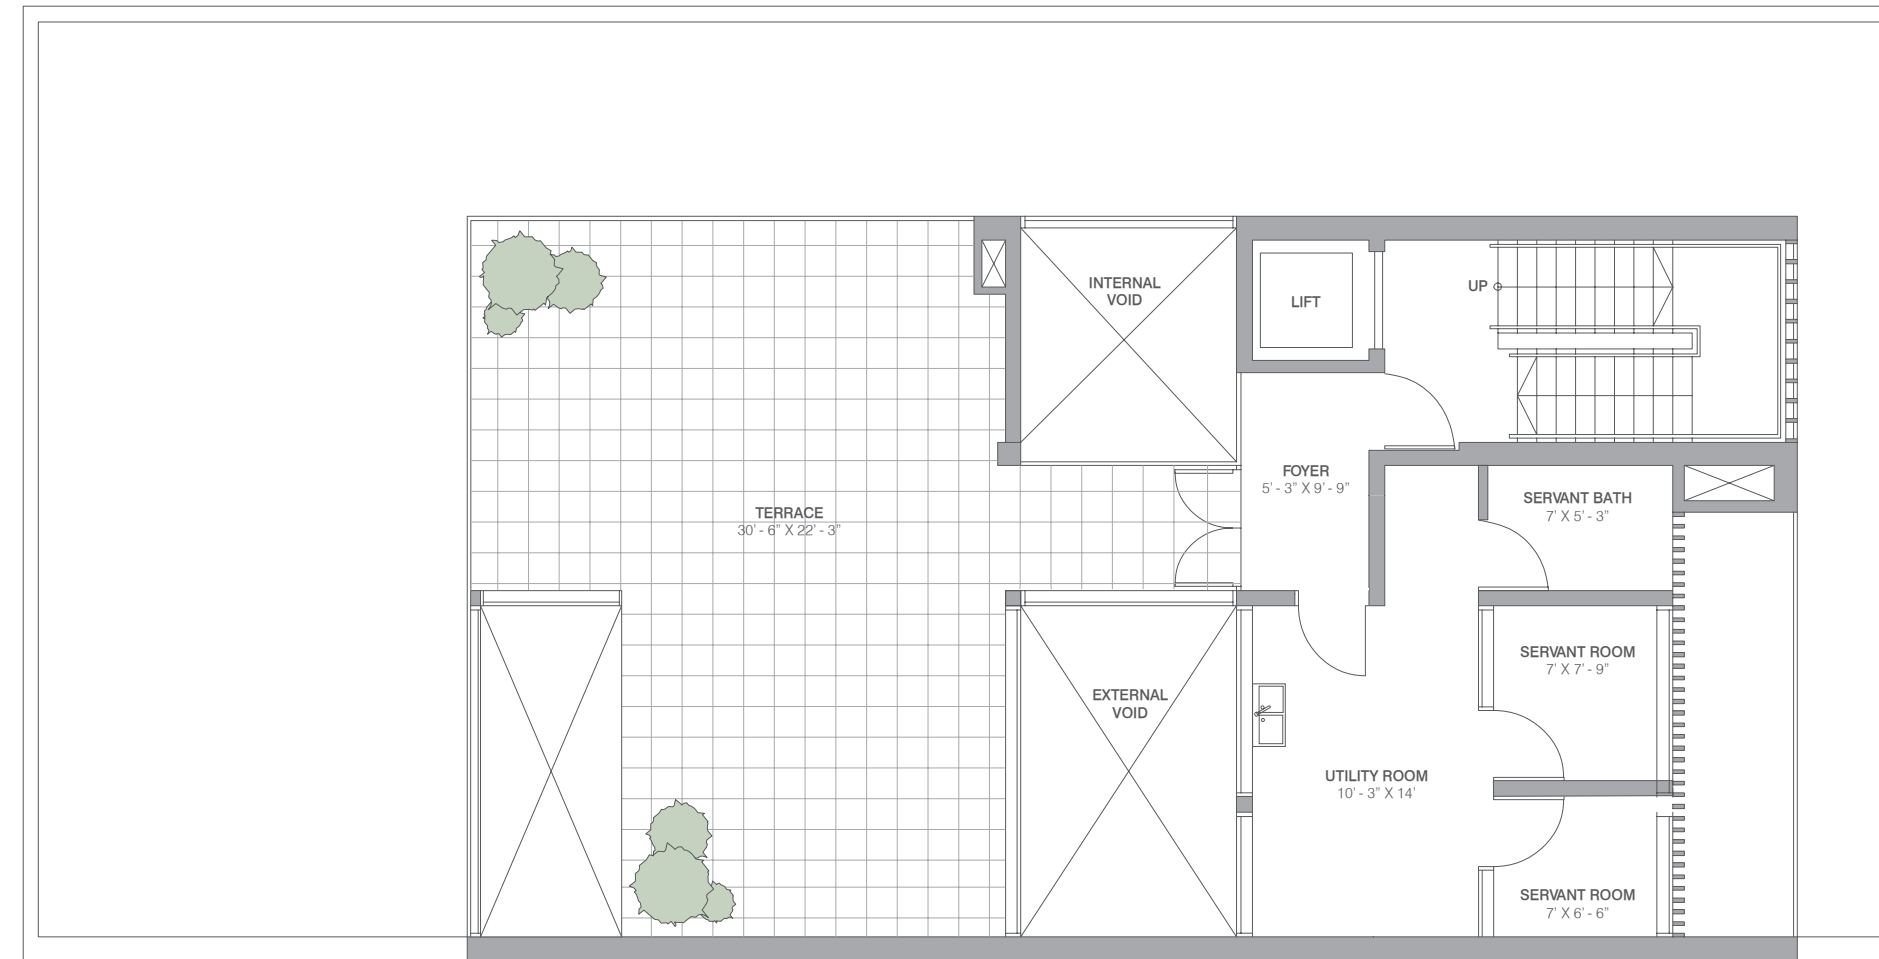 INTERNAL
VOID
LIFT
UP
FOYER
5' - 3” X 9' - 9”
SERVANT BATH
7' X 5' - 3”
TERRACE
30' - 6” X 22' - 3”
SERVANT ROOM
7' X 7' - 9”
EXTERNAL
VOID
UTILITY ROOM
10' - 3” X 14'
SERVANT ROOM
7' X 6' - 6”